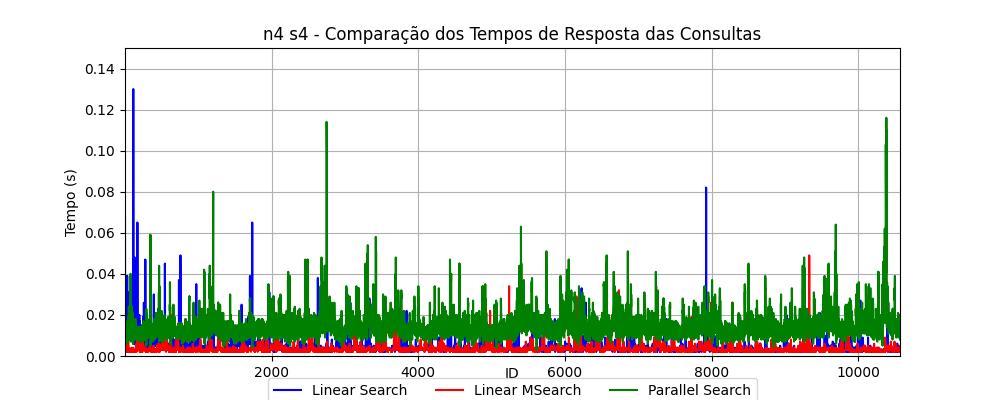 n4 s4 - Comparação dos Tempos de Resposta das Consultas
Tempo (s)
0.14
0.12
0.10
0.08
0.06
0.04
0.02
0.00
2000 4000 6000 8000 10000
ID
Linear Search Linear MSearch Parallel Search